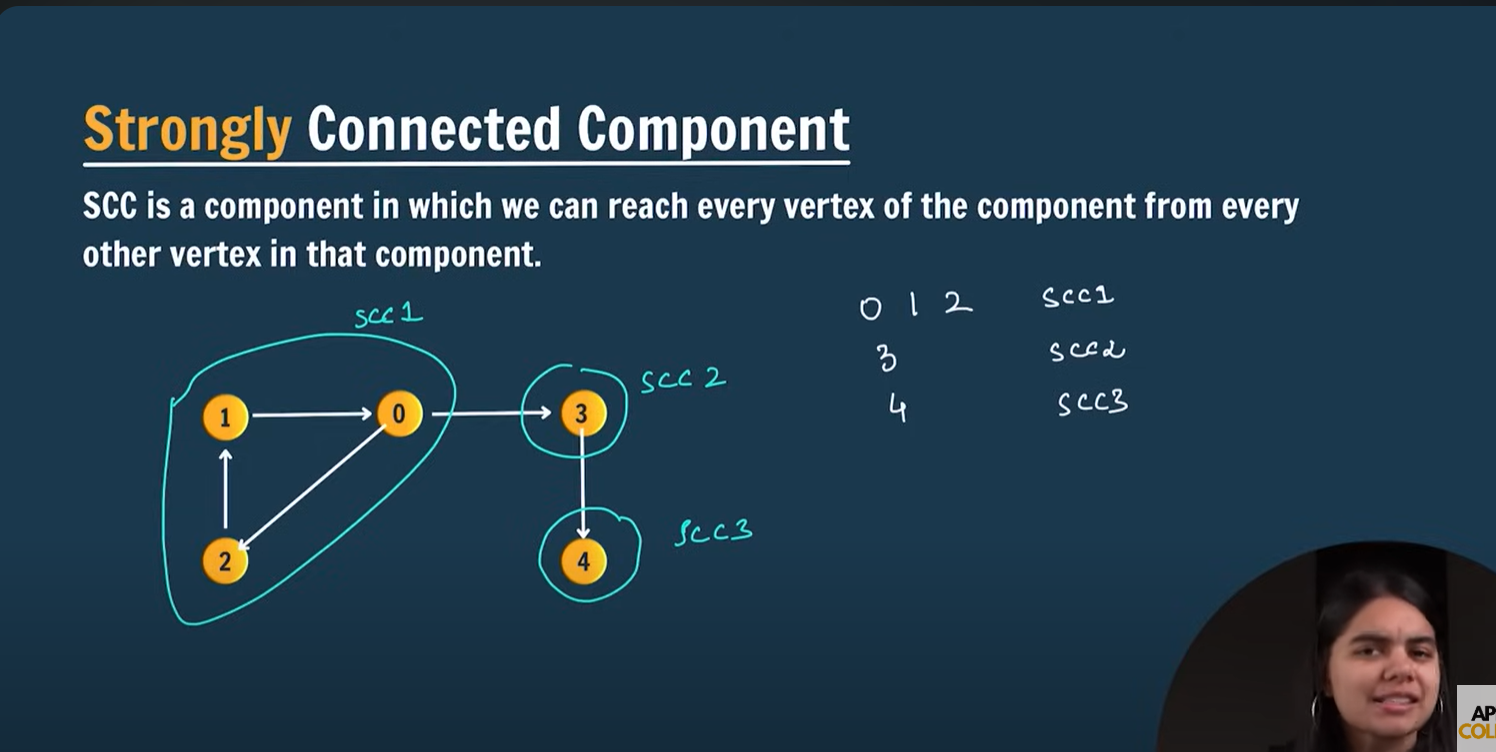 Strongly Connected Component
SCC is a component in which we can reach every vertex of the component from every
other vertex in that component.
scc 1
0 1 2 scc1
3 scc2
4 scc3
SCC 2
1
0
3
SCC3
2
4
AP
COL